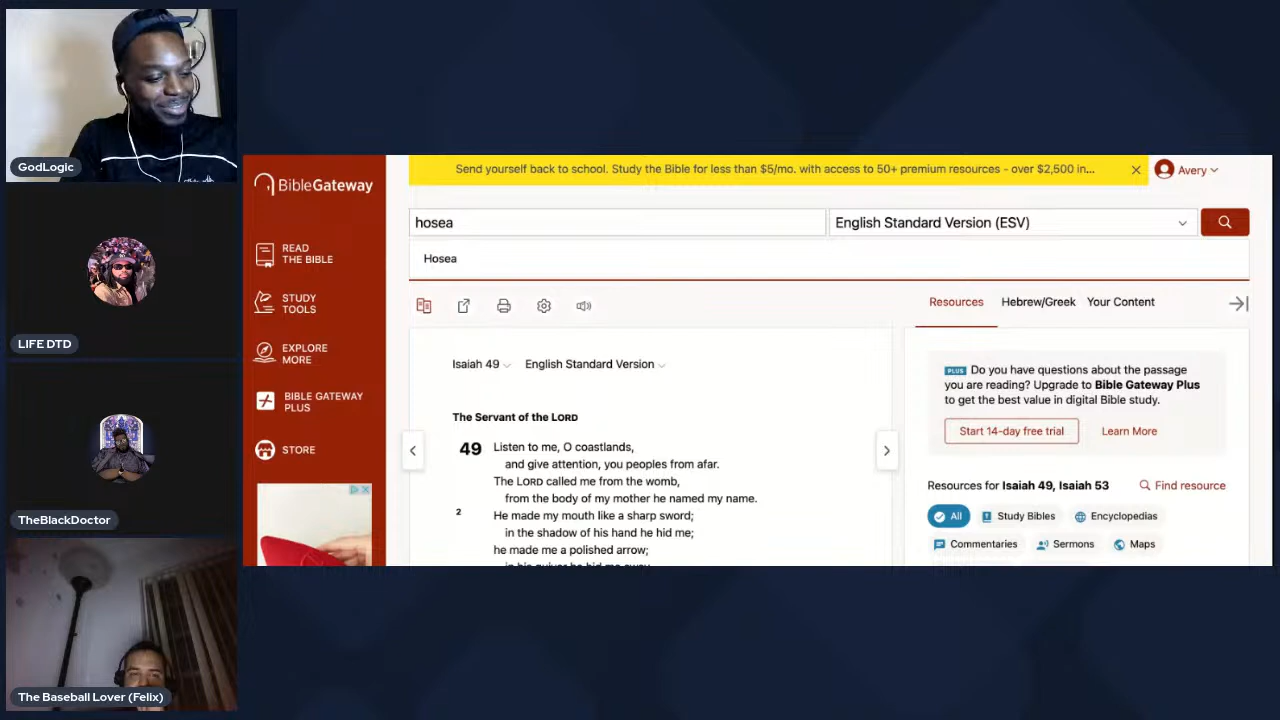 GodLogic
LIFE DTD
TheBlackDoctor
The Baseball Lover (Felix)
BibleGateway
READ
THE BIBLE
STUDY
TOOLS
EXPLORE
MORE
BIBLE GATEWAY
PLUS
STORE
Send yourself back to school. Study the Bible for less than $5/mo. with access to 50+ premium resources - over $2,500 in...
Avery
hosea
English Standard Version (ESV)
Hosea
Resources Hebrew/Greek Your Content
Isaiah 49 English Standard Version
The Servant of the LORD
49 Listen to me, O coastlands,
and give attention, you peoples from afar.
The LORD called me from the womb,
from the body of my mother he named my name.
2 He made my mouth like a sharp sword;
in the shadow of his hand he hid me;
he made me a polished arrow;
in his quiver he hid me away.
PLUS Do you have questions about the passage
you are reading? Upgrade to Bible Gateway Plus
to get the best value in digital Bible study.
Start 14-day free trial Learn More
Resources for Isaiah 49, Isaiah 53 Find resource
All Study Bibles Encyclopedias
Commentaries Sermons Maps